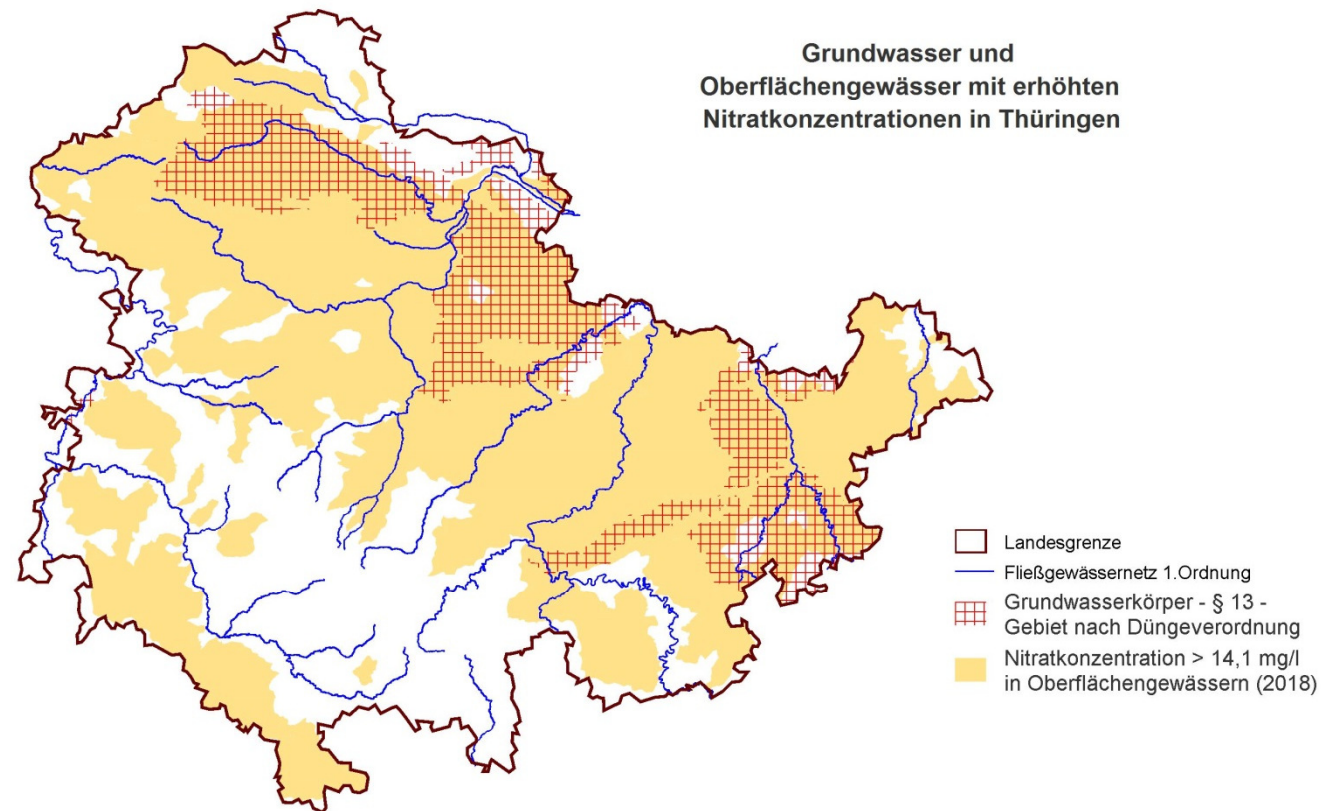 Grundwasser und
Oberflächengewässer mit erhöhten
Nitratkonzentrationen in Thüringen
Landesgrenze
Fließgewässernetz 1.Ordnung
Grundwasserkörper - § 13 -
Gebiet nach Düngeverordnung
Nitratkonzentration > 14,1 mg/l
in Oberflächengewässern (2018)